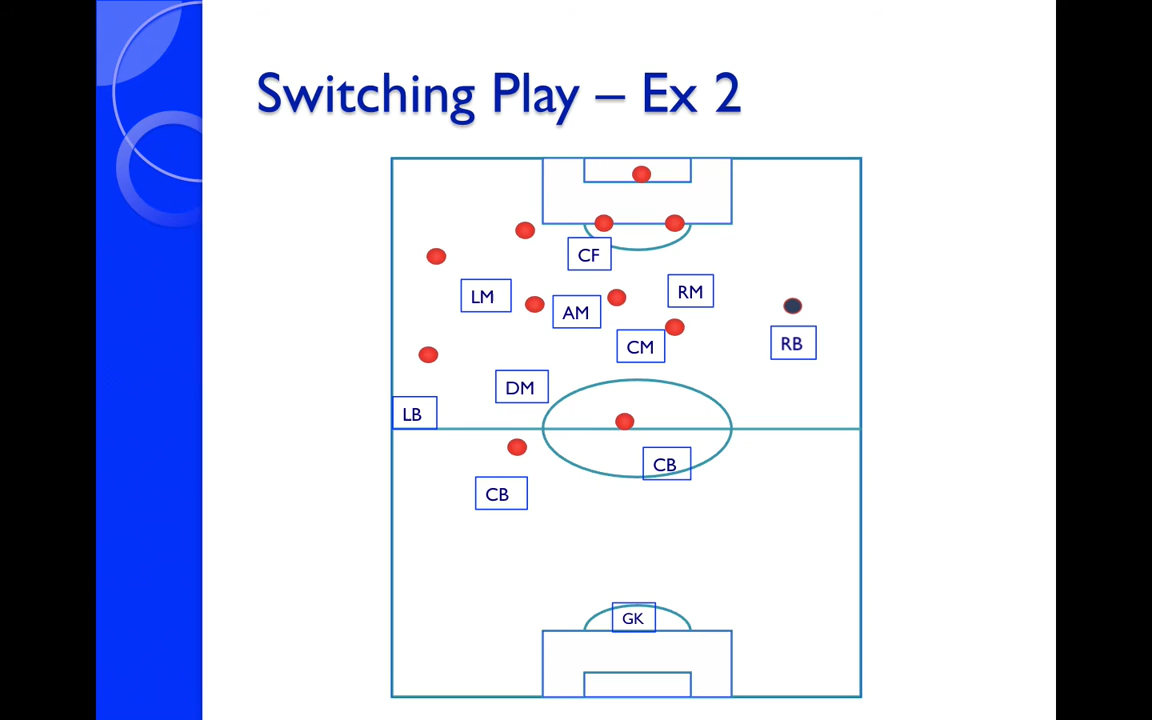 Switching Play – Ex 2
CF
LM
RM
AM
CM
RB
DM
LB
CB
CB
GK